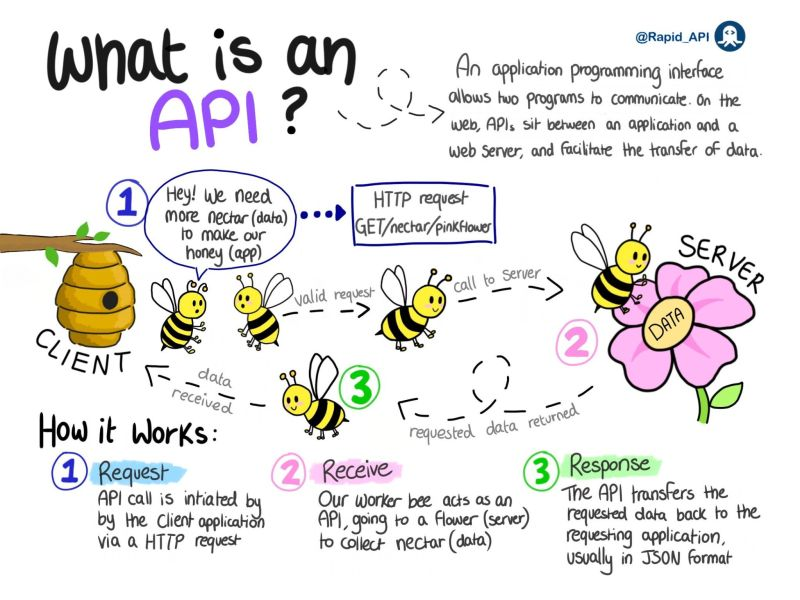 What is an
API ?
@Rapid_API
An application programming interface
allows two programs to communicate. On the
web, APIs sit between an application and a
web server, and facilitate the transfer of data.
1
Hey! We need
more nectar (data)
to make our
honey (app)
HTTP request
GET/nectar/pinkflower
CLIENT
valid request
call to server
SERVER
DATA
2
data
received
3
requested data returned
How it works:
1 Request
API call is intiated by
by the client application
via a HTTP request
2 Receive
Our worker bee acts as an
API, going to a flower (server)
to collect nectar (data)
3 Response
The API transfers the
requested data back to the
requesting application,
usually in JSON format